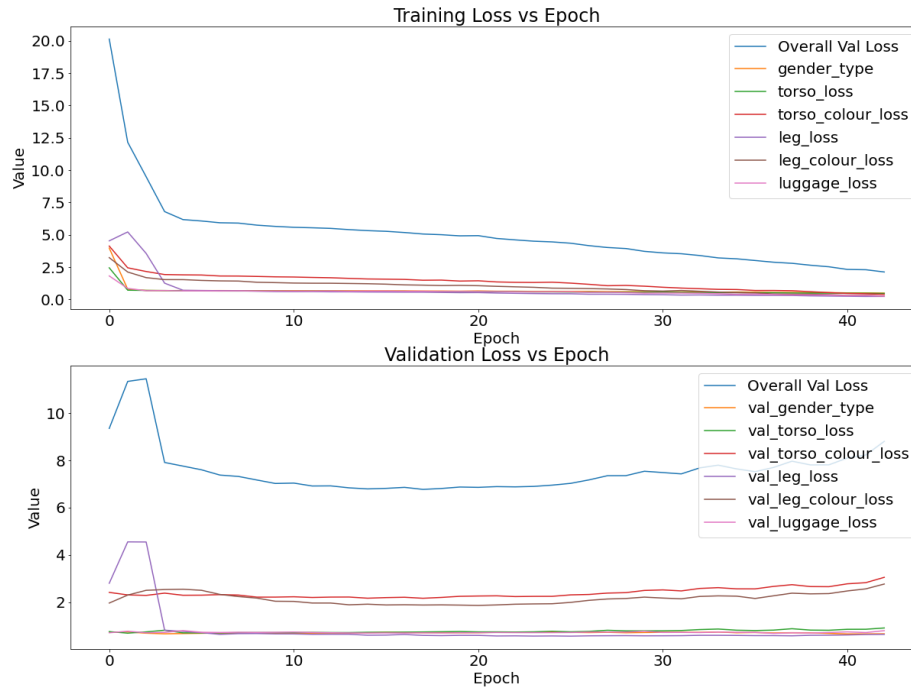 Training Loss vs Epoch
20.0
17.5
15.0
12.5
10.0
7.5
5.0
2.5
0.0
Value
Overall Val Loss
gender_type
torso_loss
torso_colour_loss
leg_loss
leg_colour_loss
luggage_loss
0 10 20 30 40
Epoch
Validation Loss vs Epoch
10
8
6
4
2
Value
Overall Val Loss
val_gender_type
val_torso_loss
val_torso_colour_loss
val_leg_loss
val_leg_colour_loss
val_luggage_loss
0 10 20 30 40
Epoch